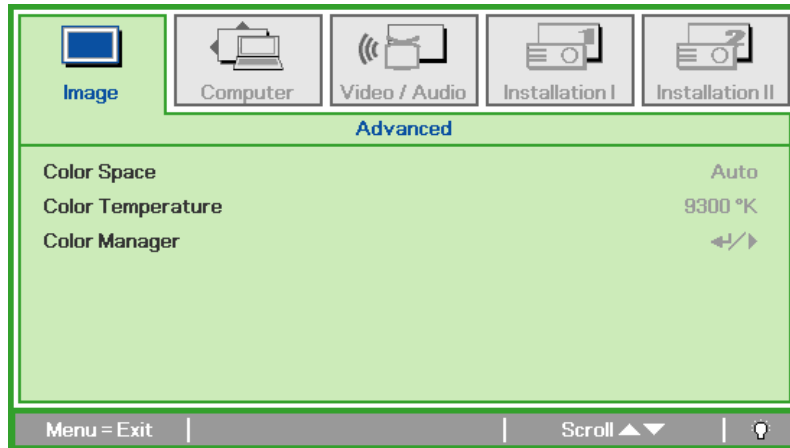 Image
Computer
Video / Audio
Installation I
Installation II
Advanced
Color Space Auto
Color Temperature 9300 °K
Color Manager
Menu = Exit Scroll